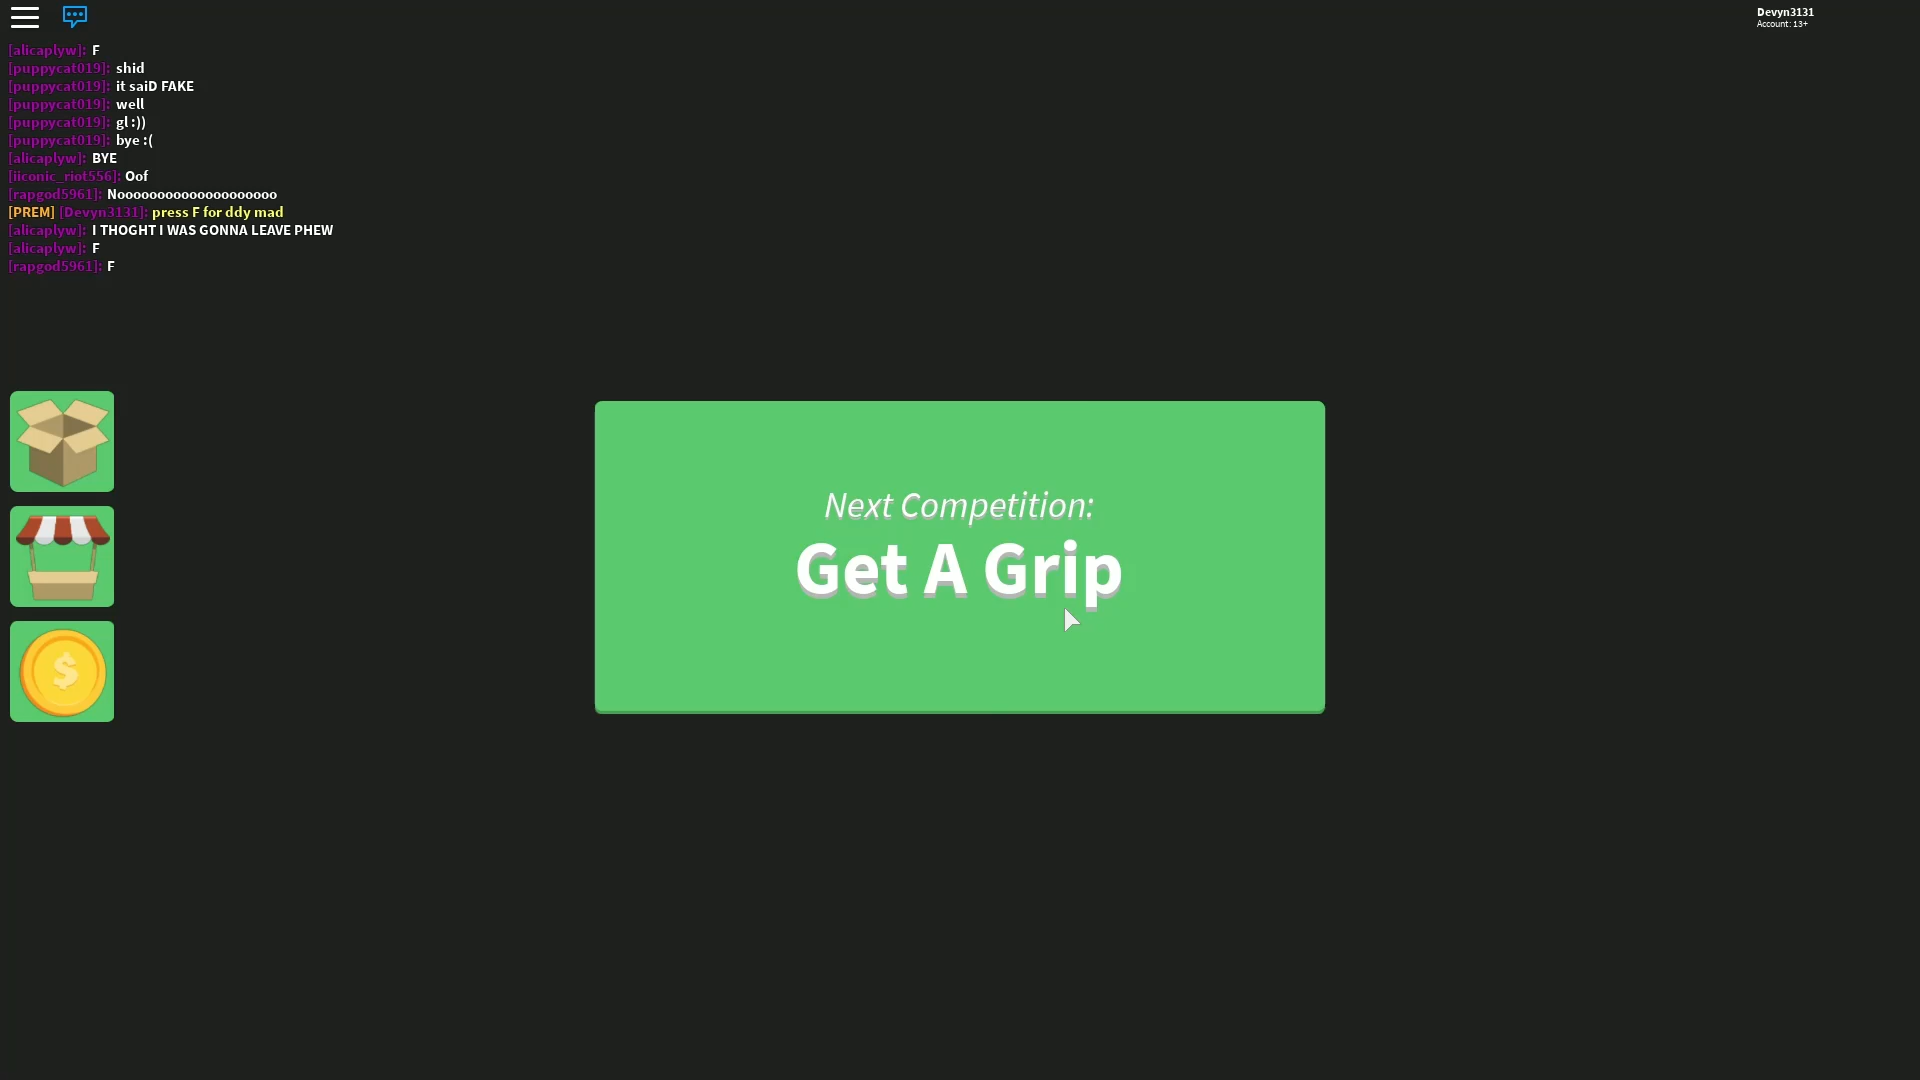 Devyn3131
Account: 13+
[alicaplyw]: F
[puppycat019]: shid
[puppycat019]: it saiD FAKE
[puppycat019]: well
[puppycat019]: gl :))
[puppycat019]: bye :(
[alicaplyw]: BYE
[iiconic_riot556]: Oof
[rapgod5961]: Noooooooooooooooooooo
[PREM] [Devyn3131]: press F for ddy mad
[alicaplyw]: I THOGHT I WAS GONNA LEAVE PHEW
[alicaplyw]: F
[rapgod5961]: F
Next Competition:
Get A Grip
$